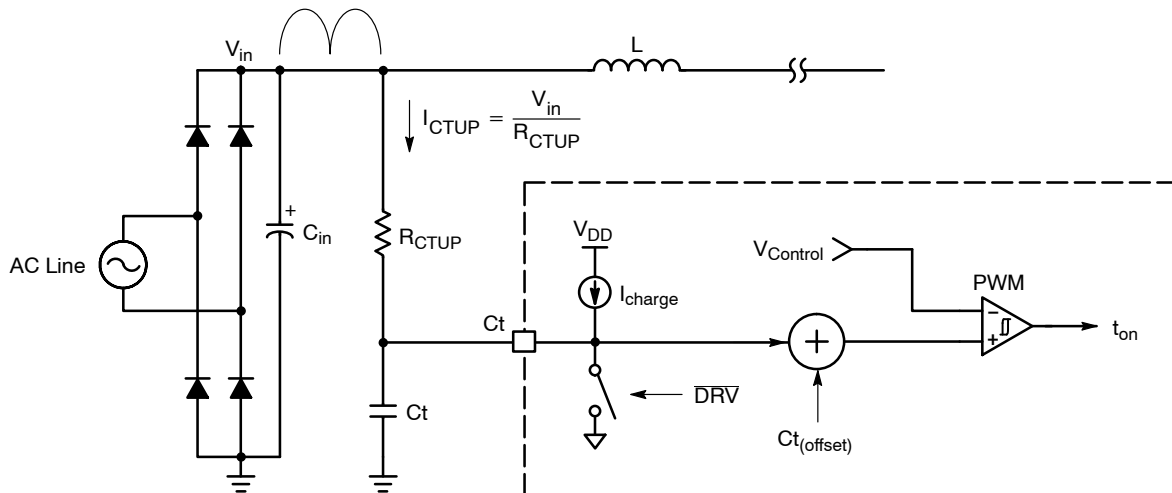 V_in
L
I_CTUP = V_in / R_CTUP
AC Line
+
C_in
R_CTUP
V_DD
I_charge
V_Control
PWM
−
+
t_on
Ct
+
Ct
DRV
Ct_(offset)